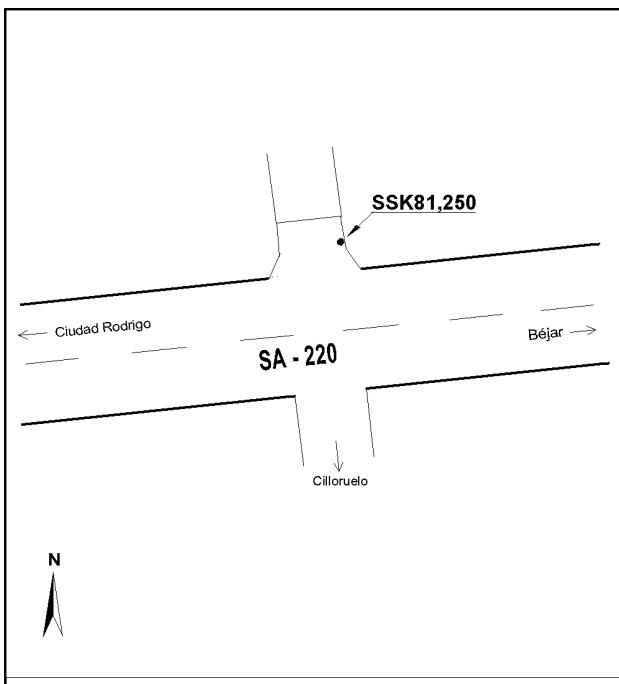 SSK81,250
Ciudad Rodrigo
Béjar
SA - 220
Cilloruelo
N